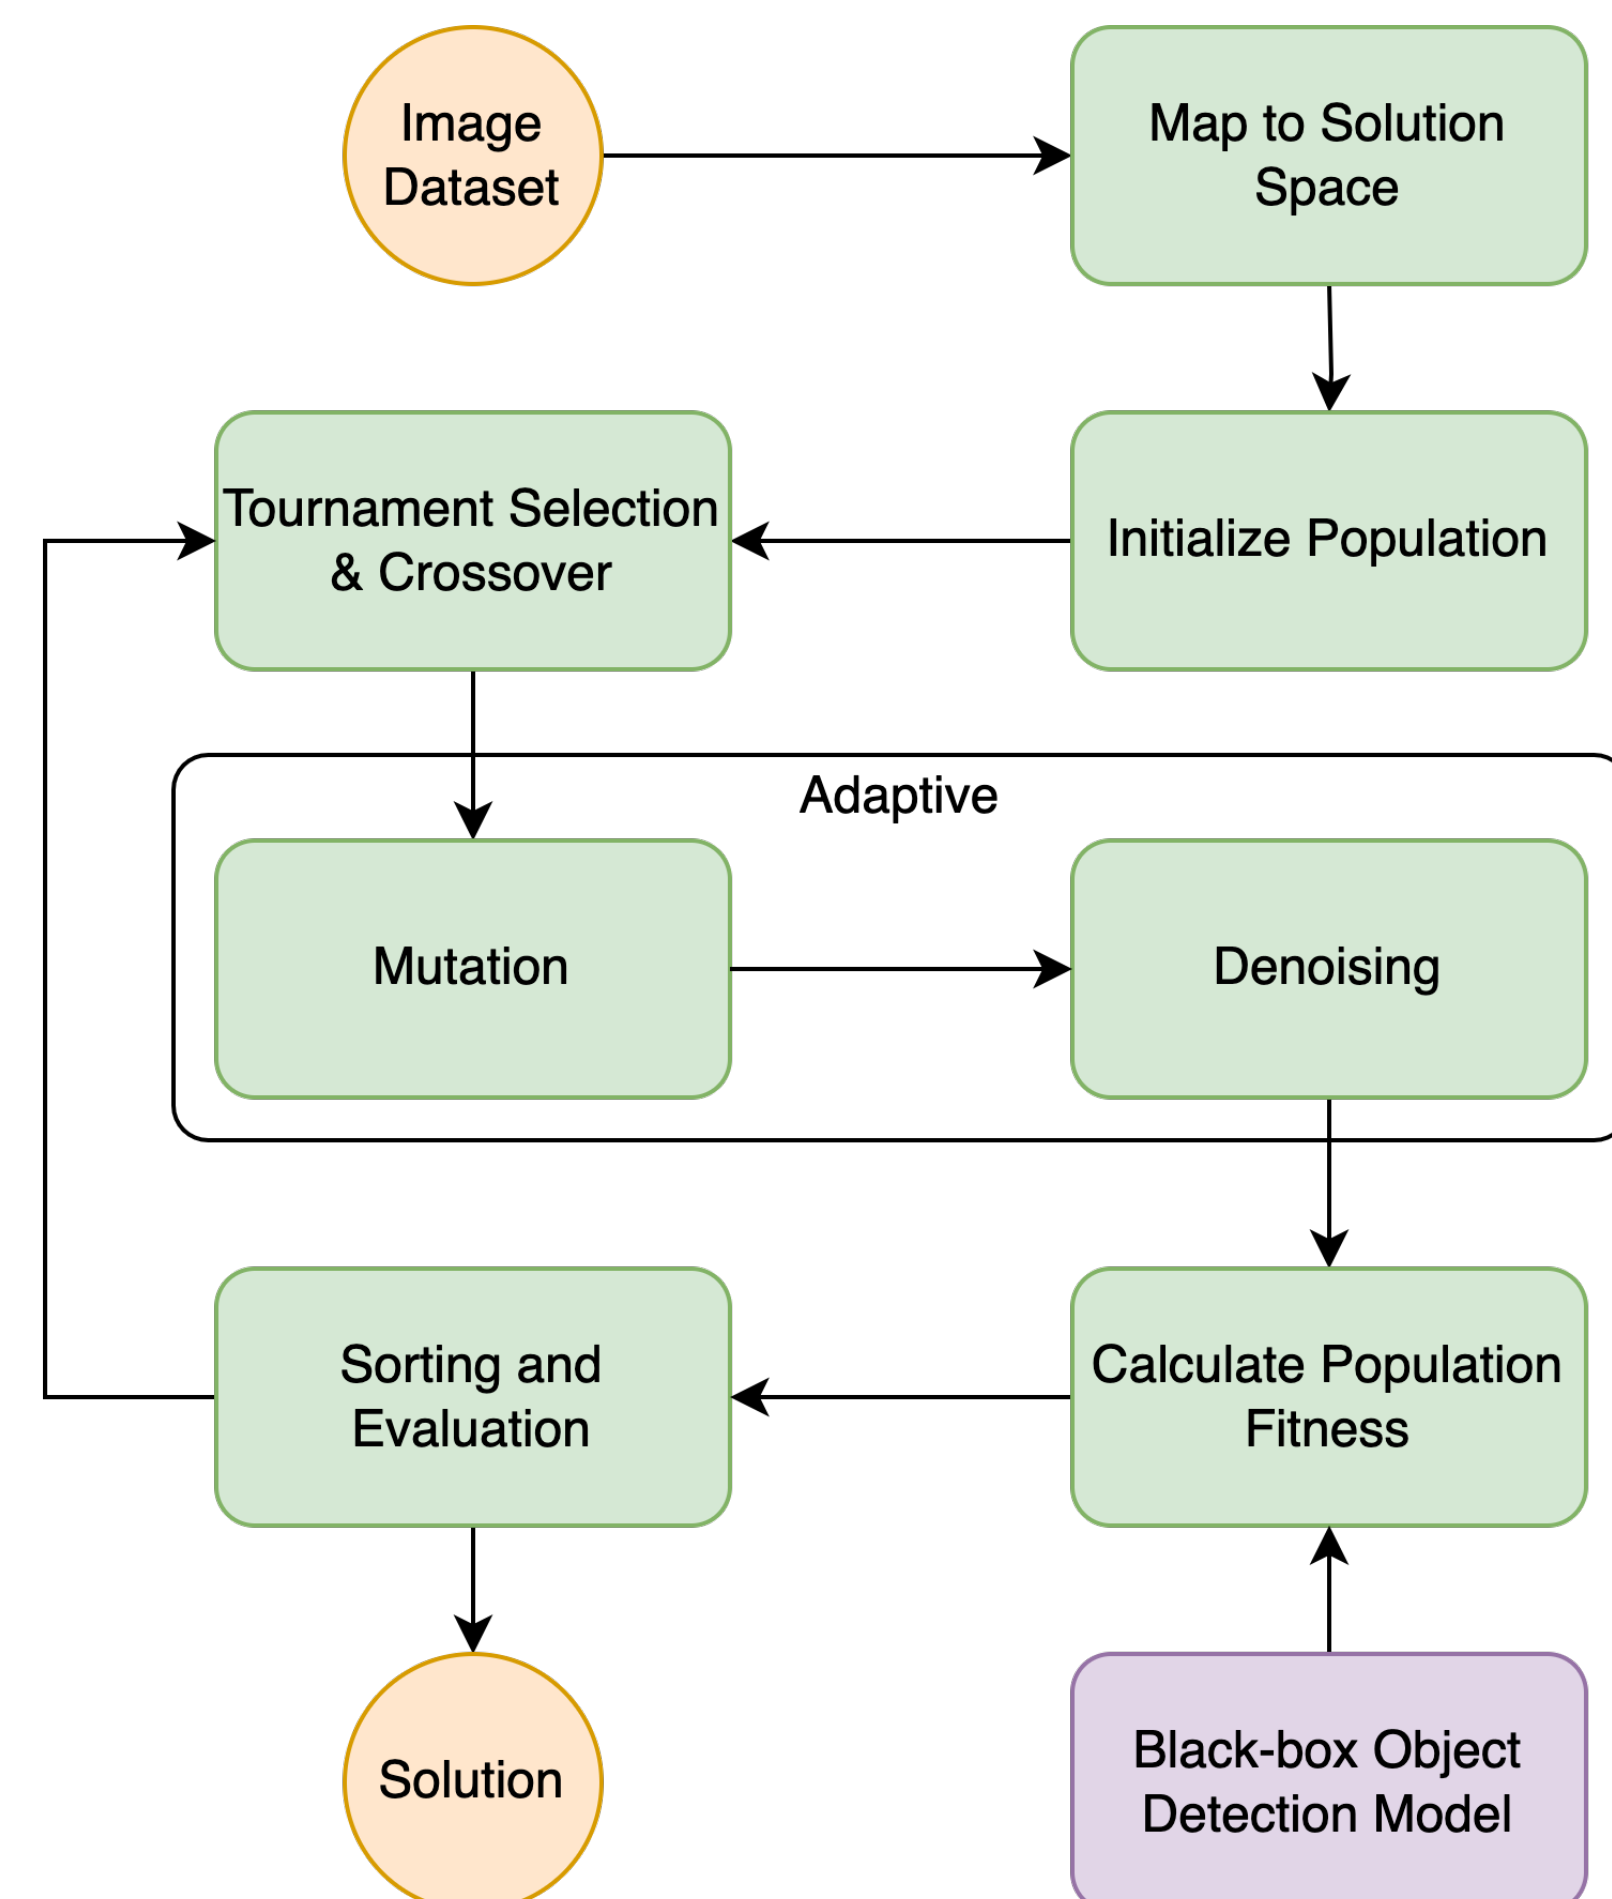 Image
Dataset
Map to Solution
Space
Tournament Selection
& Crossover
Initialize Population
Adaptive
Mutation
Denoising
Sorting and
Evaluation
Calculate Population
Fitness
Solution
Black-box Object
Detection Model